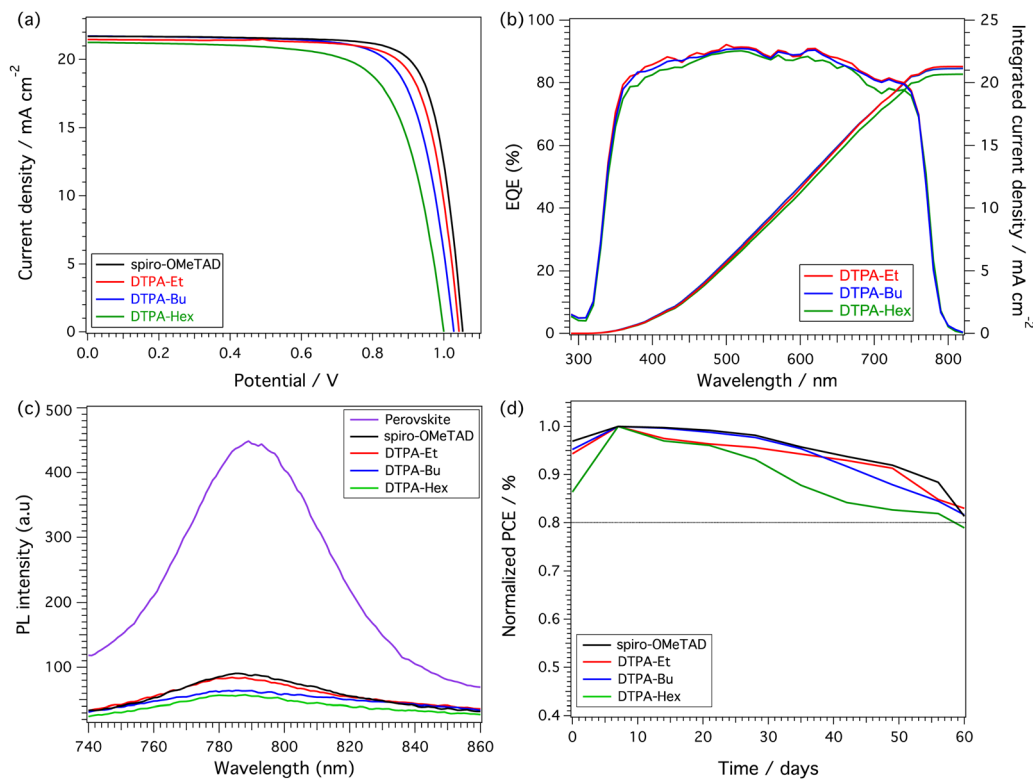 (a)
20
15
10
5
0
Current density / mA cm⁻²
0.0 0.2 0.4 0.6 0.8 1.0
Potential / V
spiro-OMeTAD
DTPA-Et
DTPA-Bu
DTPA-Hex
(b)
100
80
60
40
20
0
EQE (%)
25
20
15
10
5
0
Integrated current density / mA cm⁻²
300 400 500 600 700 800
Wavelength / nm
DTPA-Et
DTPA-Bu
DTPA-Hex
(c)
500
400
300
200
100
PL intensity (a.u)
740 760 780 800 820 840 860
Wavelength (nm)
Perovskite
spiro-OMeTAD
DTPA-Et
DTPA-Bu
DTPA-Hex
(d)
1.0
0.9
0.8
0.7
0.6
0.5
0.4
Normalized PCE / %
0 10 20 30 40 50 60
Time / days
spiro-OMeTAD
DTPA-Et
DTPA-Bu
DTPA-Hex